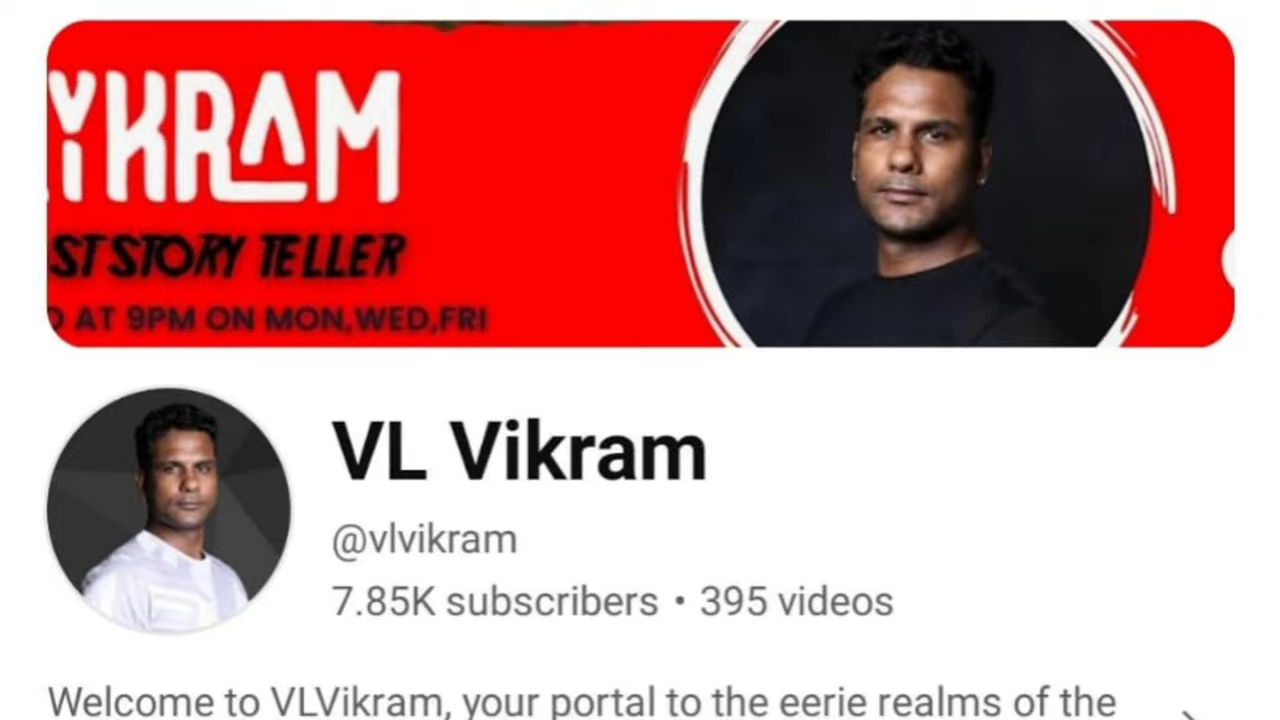 VIKRAM
ST STORY TELLER
AT 9PM ON MON,WED,FRI
VL Vikram
@vlvikram
7.85K subscribers • 395 videos
Welcome to VLVikram, your portal to the eerie realms of the